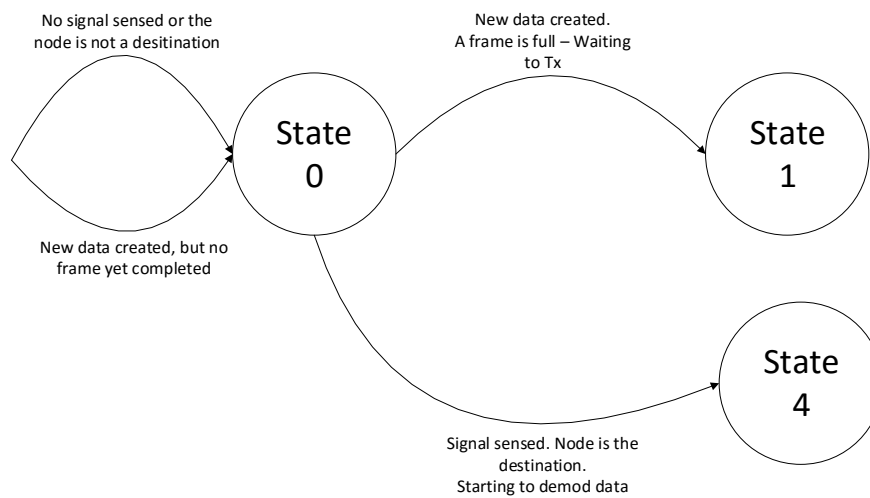 No signal sensed or the
node is not a desitination
New data created.
A frame is full – Waiting
to Tx
State
0
State
1
New data created, but no
frame yet completed
State
4
Signal sensed. Node is the
destination.
Starting to demod data